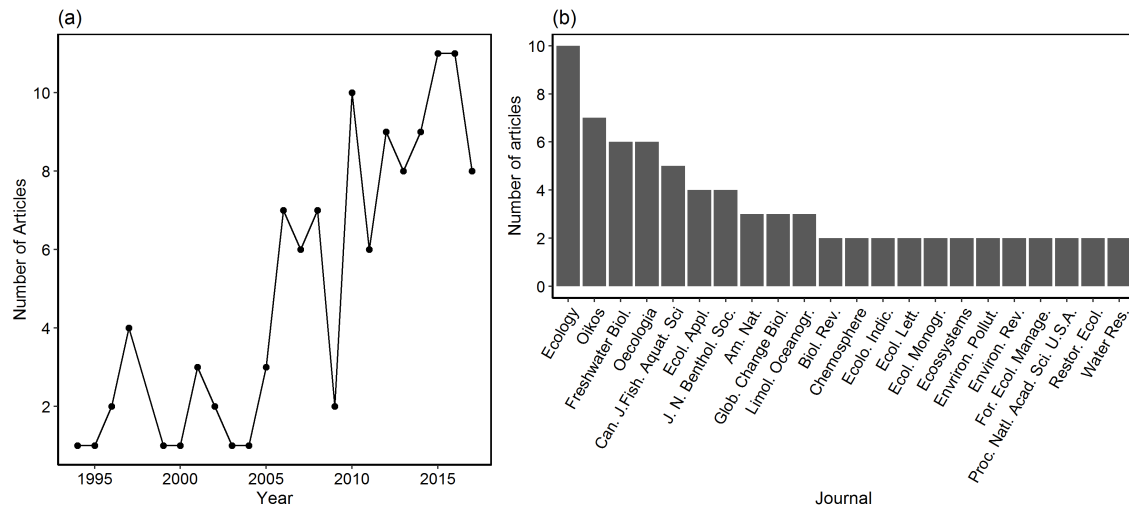 (a)
Number of Articles
10
8
6
4
2
1995 2000 2005 2010 2015
Year
(b)
Number of articles
10
8
6
4
2
0
Ecology
Oikos
Freshwater Biol.
Oecologia
Can. J.Fish. Aquat. Sci
Ecol. Appl.
J. N. Benthol. Soc.
Am. Nat.
Glob. Change Biol.
Limol. Oceanogr.
Biol. Rev.
Chemosphere
Ecolo. Indic.
Ecol. Lett.
Ecol. Monogr.
Ecossystems
Envriron. Pollut.
Environ. Rev.
For. Ecol. Manage.
Proc. Natl. Acad. Sci. U.S.A.
Restor. Ecol.
Water Res.
Journal